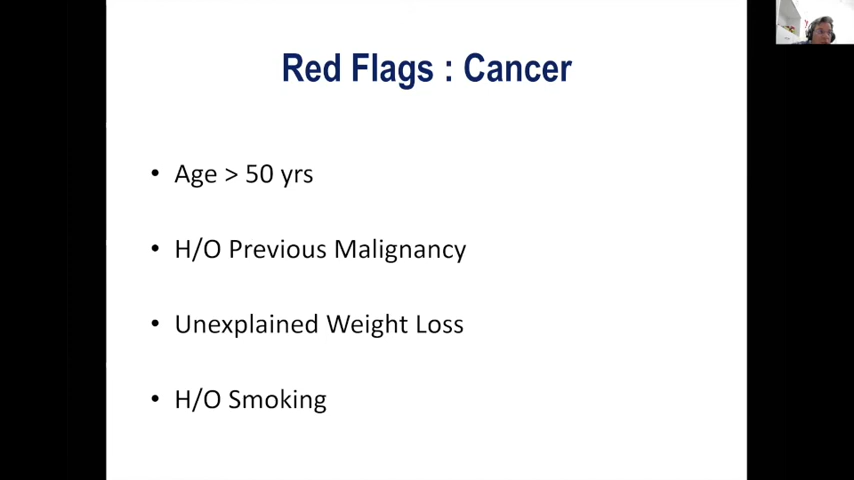 Red Flags : Cancer
• Age > 50 yrs
• H/O Previous Malignancy
• Unexplained Weight Loss
• H/O Smoking